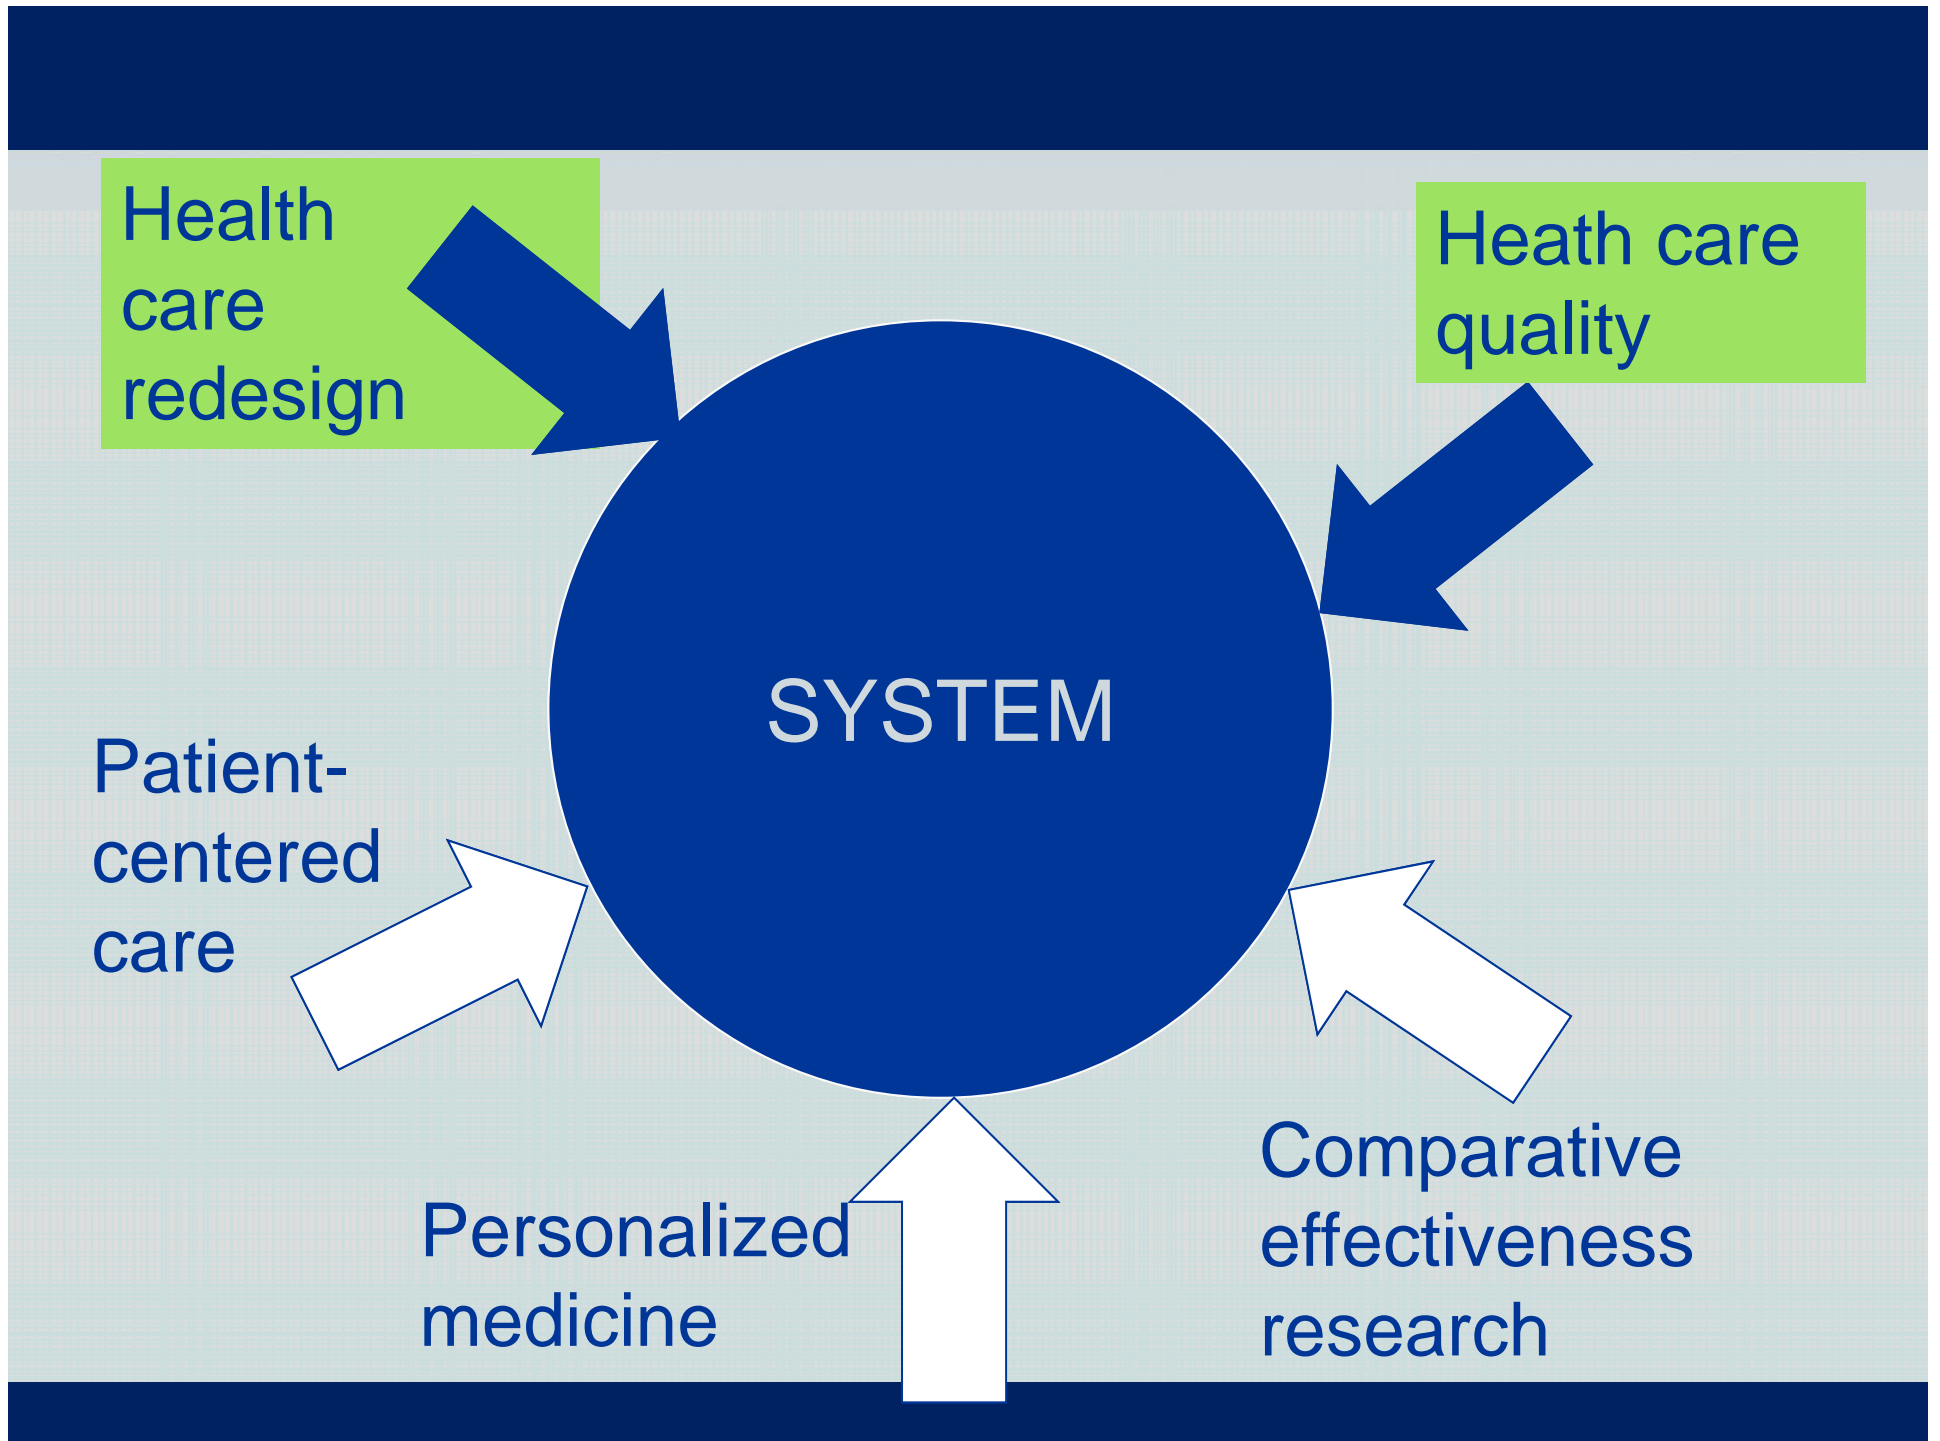 Health
care
redesign
Heath care
quality
SYSTEM
Patient-
centered
care
Personalized
medicine
Comparative
effectiveness
research